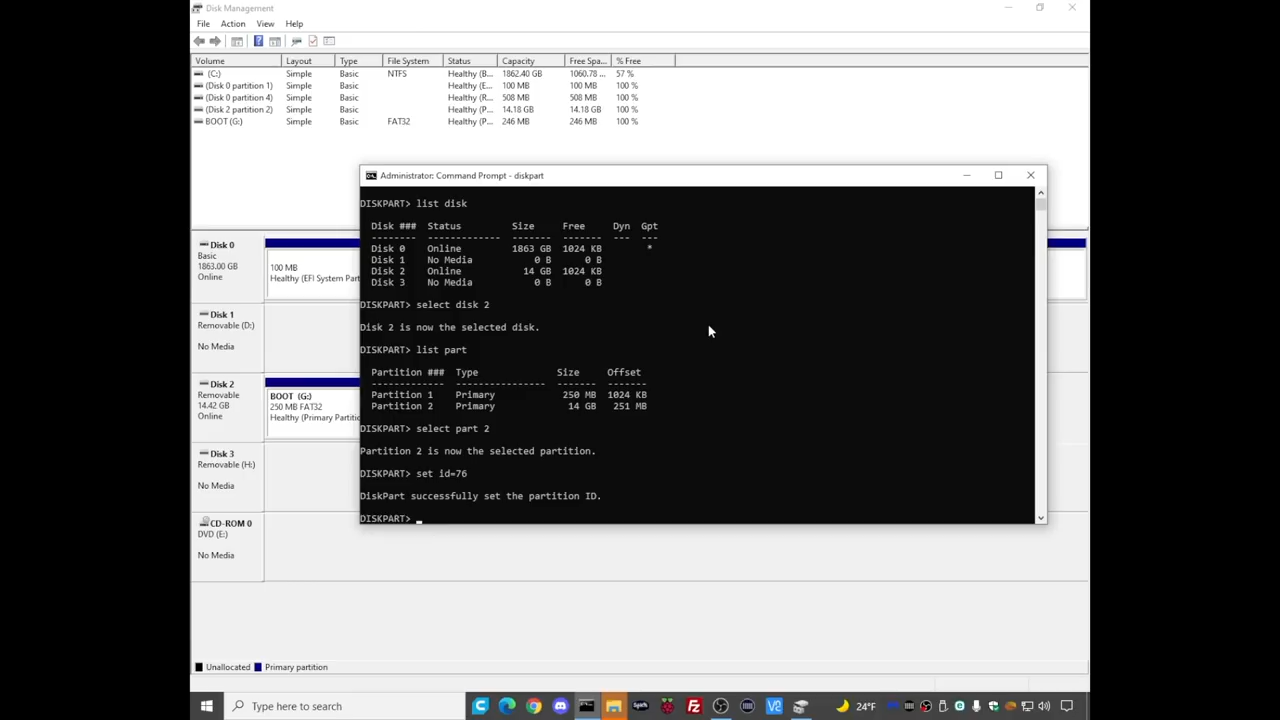 Disk Management
File Action View Help
Volume Layout Type File System Status Capacity Free Spa... % Free
(C:) Simple Basic NTFS Healthy (B... 1862.40 GB 1060.78 ... 57 %
(Disk 0 partition 1) Simple Basic Healthy (E... 100 MB 100 MB 100 %
(Disk 0 partition 4) Simple Basic Healthy (R... 508 MB 508 MB 100 %
(Disk 2 partition 2) Simple Basic Healthy (P... 14.18 GB 14.18 GB 100 %
BOOT (G:) Simple Basic FAT32 Healthy (P... 246 MB 246 MB 100 %
Administrator: Command Prompt - diskpart
DISKPART> list disk
Disk ### Status Size Free Dyn Gpt
-------- ------------- ------- ------- --- ---
Disk 0 Online 1863 GB 1024 KB *
Disk 1 No Media 0 B 0 B
Disk 2 Online 14 GB 1024 KB
Disk 3 No Media 0 B 0 B
DISKPART> select disk 2
Disk 2 is now the selected disk.
DISKPART> list part
Partition ### Type Size Offset
------------- ---------------- ------- -------
Partition 1 Primary 250 MB 1024 KB
Partition 2 Primary 14 GB 251 MB
DISKPART> select part 2
Partition 2 is now the selected partition.
DISKPART> set id=76
DiskPart successfully set the partition ID.
DISKPART>
Disk 0
Basic
1863.00 GB
Online
100 MB
Healthy (EFI System Par
Disk 1
Removable (D:)
No Media
Disk 2
Removable
14.42 GB
Online
BOOT (G:)
250 MB FAT32
Healthy (Primary Partiti
Disk 3
Removable (H:)
No Media
CD-ROM 0
DVD (E:)
No Media
Unallocated Primary partition
Type here to search
24°F